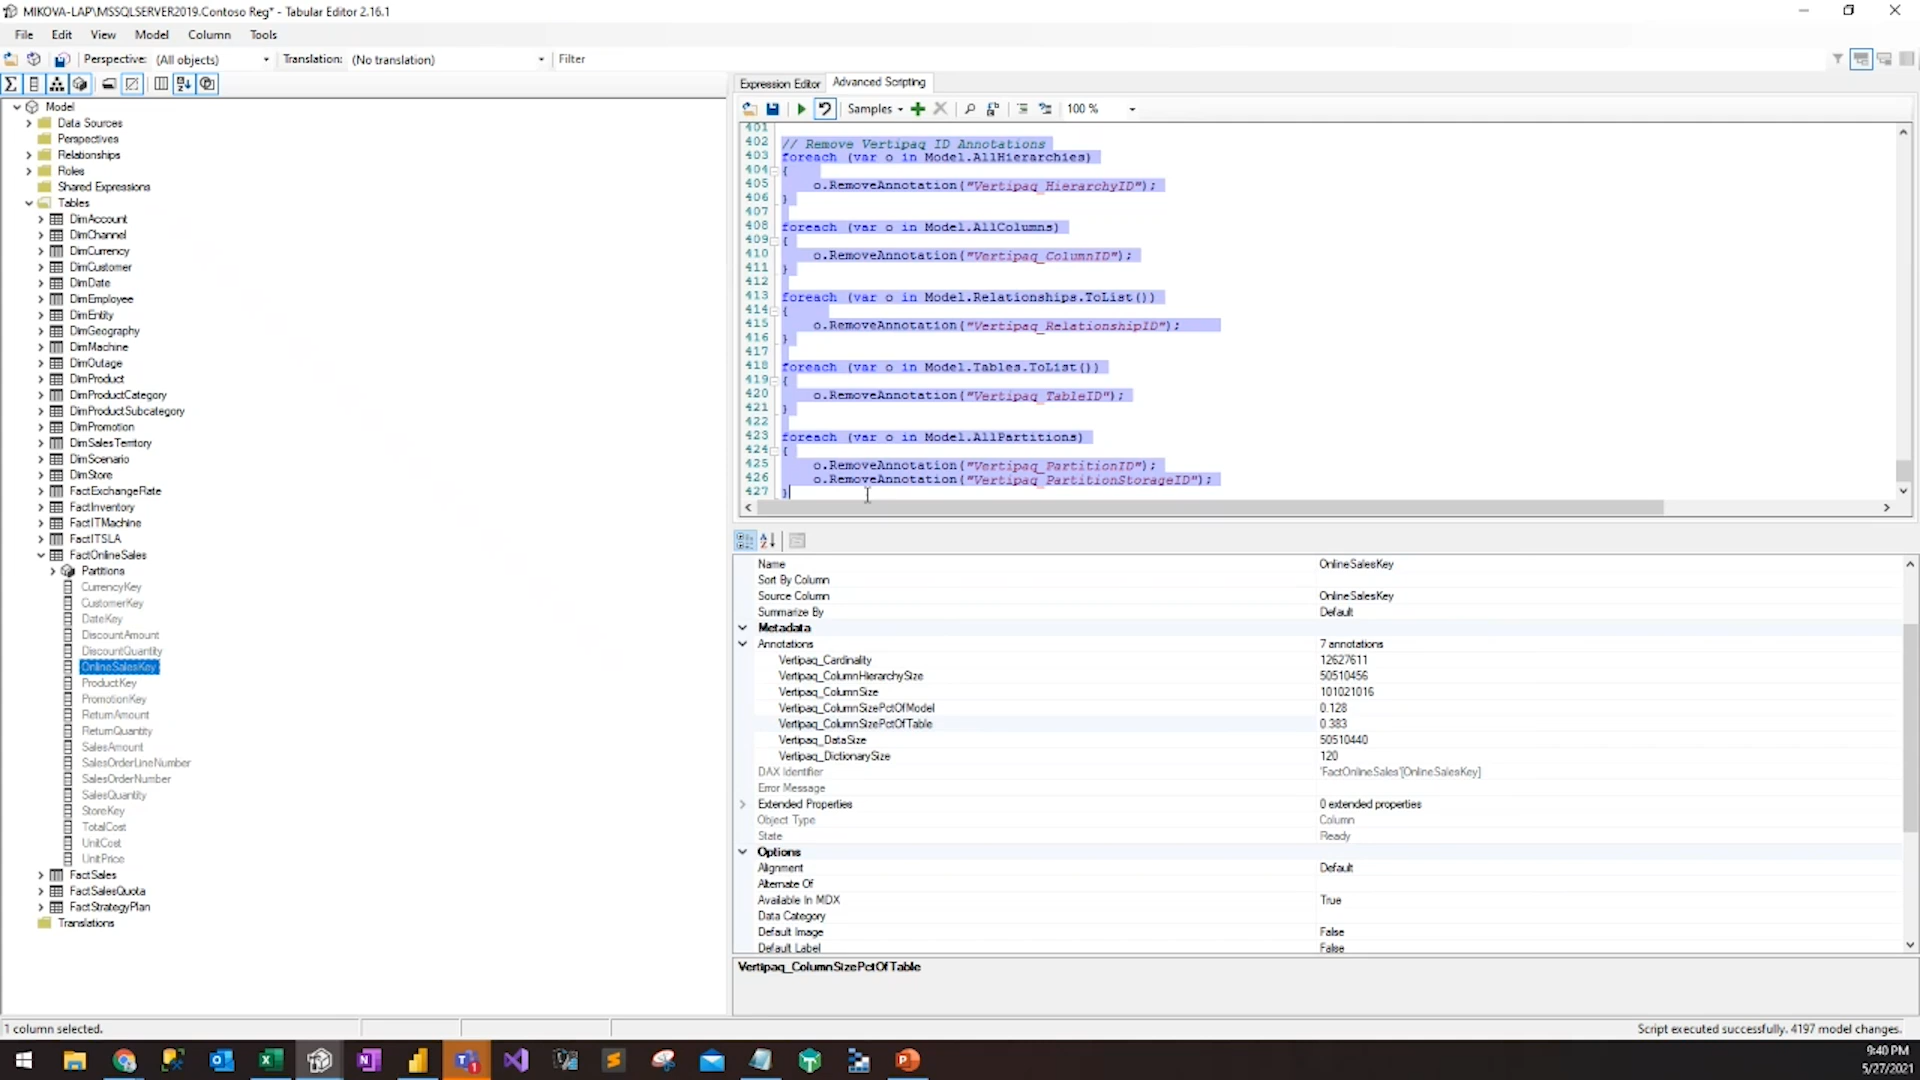 MIKOVA-LAP\MSSQLSERVER2019.Contoso Reg* - Tabular Editor 2.16.1
File Edit View Model Column Tools
Perspective: (All objects) Translation: (No translation) Filter
Expression Editor Advanced Scripting
Samples 100 %
Model
Data Sources
Perspectives
Relationships
Roles
Shared Expressions
Tables
DimAccount
DimChannel
DimCurrency
DimCustomer
DimDate
DimEmployee
DimEntity
DimGeography
DimMachine
DimOutage
DimProduct
DimProductCategory
DimProductSubcategory
DimPromotion
DimSalesTerritory
DimScenario
DimStore
FactExchangeRate
FactInventory
FactITMachine
FactITSLA
FactOnlineSales
Partitions
CurrencyKey
CustomerKey
DateKey
DiscountAmount
DiscountQuantity
OnlineSalesKey
ProductKey
PromotionKey
ReturnAmount
ReturnQuantity
SalesAmount
SalesOrderLineNumber
SalesOrderNumber
SalesQuantity
StoreKey
TotalCost
UnitCost
UnitPrice
FactSales
FactSalesQuota
FactStrategyPlan
Translations
401
402 // Remove Vertipaq ID Annotations
403 foreach (var o in Model.AllHierarchies)
404 {
405 o.RemoveAnnotation("Vertipaq_HierarchyID");
406 }
407
408 foreach (var o in Model.AllColumns)
409 {
410 o.RemoveAnnotation("Vertipaq_ColumnID");
411 }
412
413 foreach (var o in Model.Relationships.ToList())
414 {
415 o.RemoveAnnotation("Vertipaq_RelationshipID");
416 }
417
418 foreach (var o in Model.Tables.ToList())
419 {
420 o.RemoveAnnotation("Vertipaq_TableID");
421 }
422
423 foreach (var o in Model.AllPartitions)
424 {
425 o.RemoveAnnotation("Vertipaq_PartitionID");
426 o.RemoveAnnotation("Vertipaq_PartitionStorageID");
427 }
Name OnlineSalesKey
Sort By Column
Source Column OnlineSalesKey
Summarize By Default
Metadata
Annotations 7 annotations
Vertipaq_Cardinality 12627611
Vertipaq_ColumnHierarchySize 50510456
Vertipaq_ColumnSize 101021016
Vertipaq_ColumnSizePctOfModel 0.128
Vertipaq_ColumnSizePctOfTable 0.383
Vertipaq_DataSize 50510440
Vertipaq_DictionarySize 120
DAX Identifier 'FactOnlineSales'[OnlineSalesKey]
Error Message
Extended Properties 0 extended properties
Object Type Column
State Ready
Options
Alignment Default
Alternate Of
Available In MDX True
Data Category
Default Image False
Default Label False
Vertipaq_ColumnSizePctOfTable
1 column selected. Script executed successfully. 4197 model changes.
9:40 PM
5/27/2021